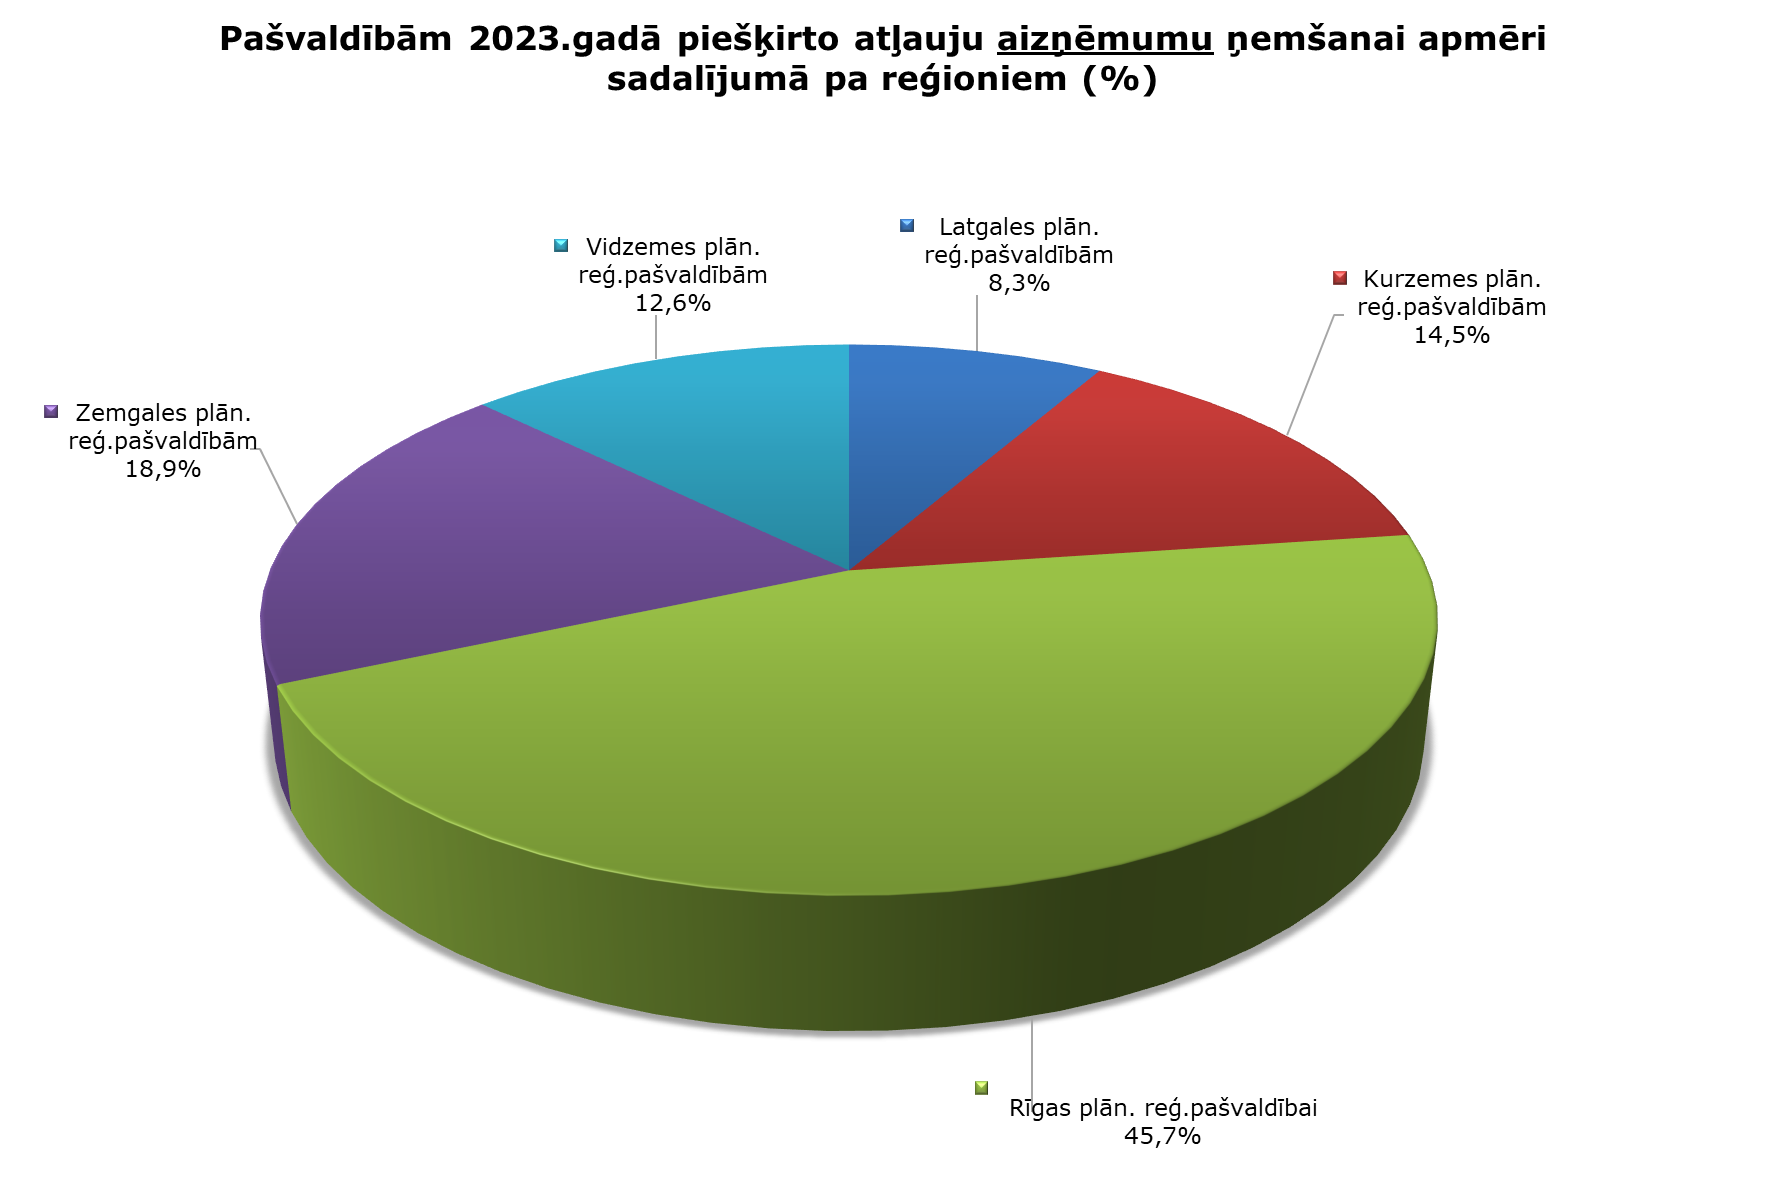 Pašvaldībām 2023.gadā piešķirto atļauju aizņēmumu ņemšanai apmēri
sadalījumā pa reģioniem (%)
Vidzemes plān.
reģ.pašvaldībām
12,6%
Latgales plān.
reģ.pašvaldībām
8,3%
Kurzemes plān.
reģ.pašvaldībām
14,5%
Zemgales plān.
reģ.pašvaldībām
18,9%
Rīgas plān. reģ.pašvaldībai
45,7%